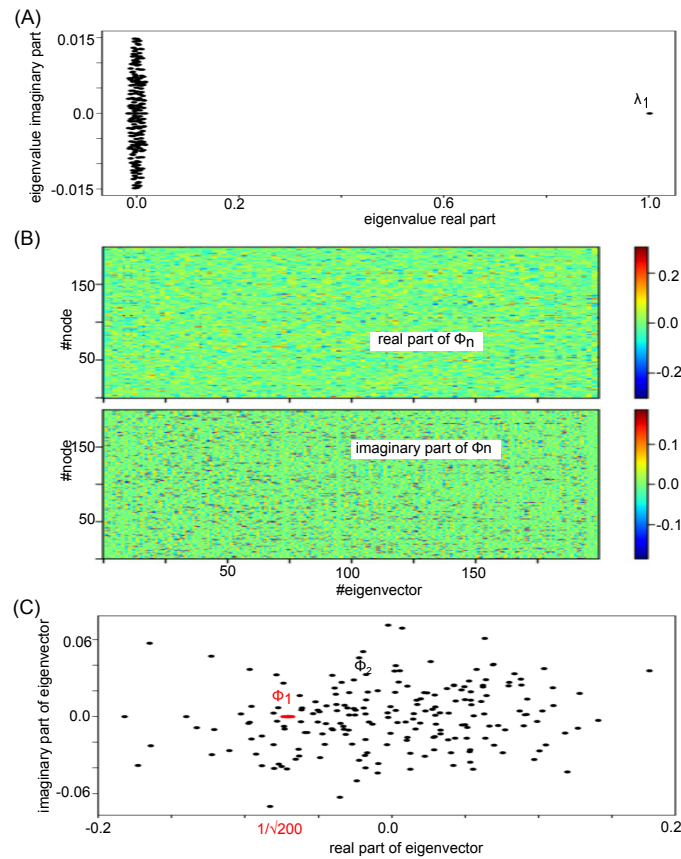 (A)
0.015
0.0
-0.015
eigenvalue imaginary part
λ1
0.0
0.2
0.6
1.0
eigenvalue real part
(B)
150
50
#node
real part of Φn
0.2
0.0
-0.2
150
50
#node
imaginary part of Φn
0.1
0.0
-0.1
50
100
150
#eigenvector
(C)
0.06
0.0
-0.06
imaginary part of eigenvector
Φ2
Φ1
-0.2
1/√200
0.0
0.2
real part of eigenvector